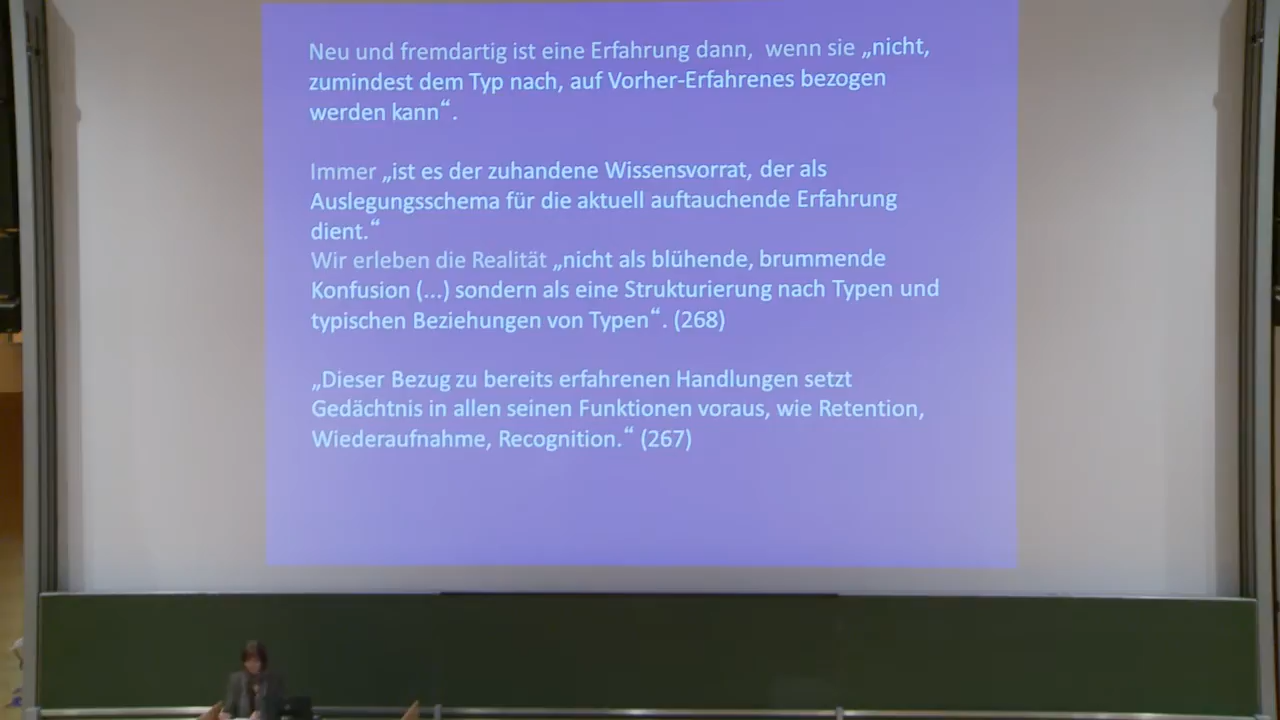 Neu und fremdartig ist eine Erfahrung dann, wenn sie „nicht,
zumindest dem Typ nach, auf Vorher-Erfahrenes bezogen
werden kann“.
Immer „ist es der zuhandene Wissensvorrat, der als
Auslegungsschema für die aktuell auftauchende Erfahrung
dient.“
Wir erleben die Realität „nicht als blühende, brummende
Konfusion (...) sondern als eine Strukturierung nach Typen und
typischen Beziehungen von Typen“. (268)
„Dieser Bezug zu bereits erfahrenen Handlungen setzt
Gedächtnis in allen seinen Funktionen voraus, wie Retention,
Wiederaufnahme, Recognition.“ (267)